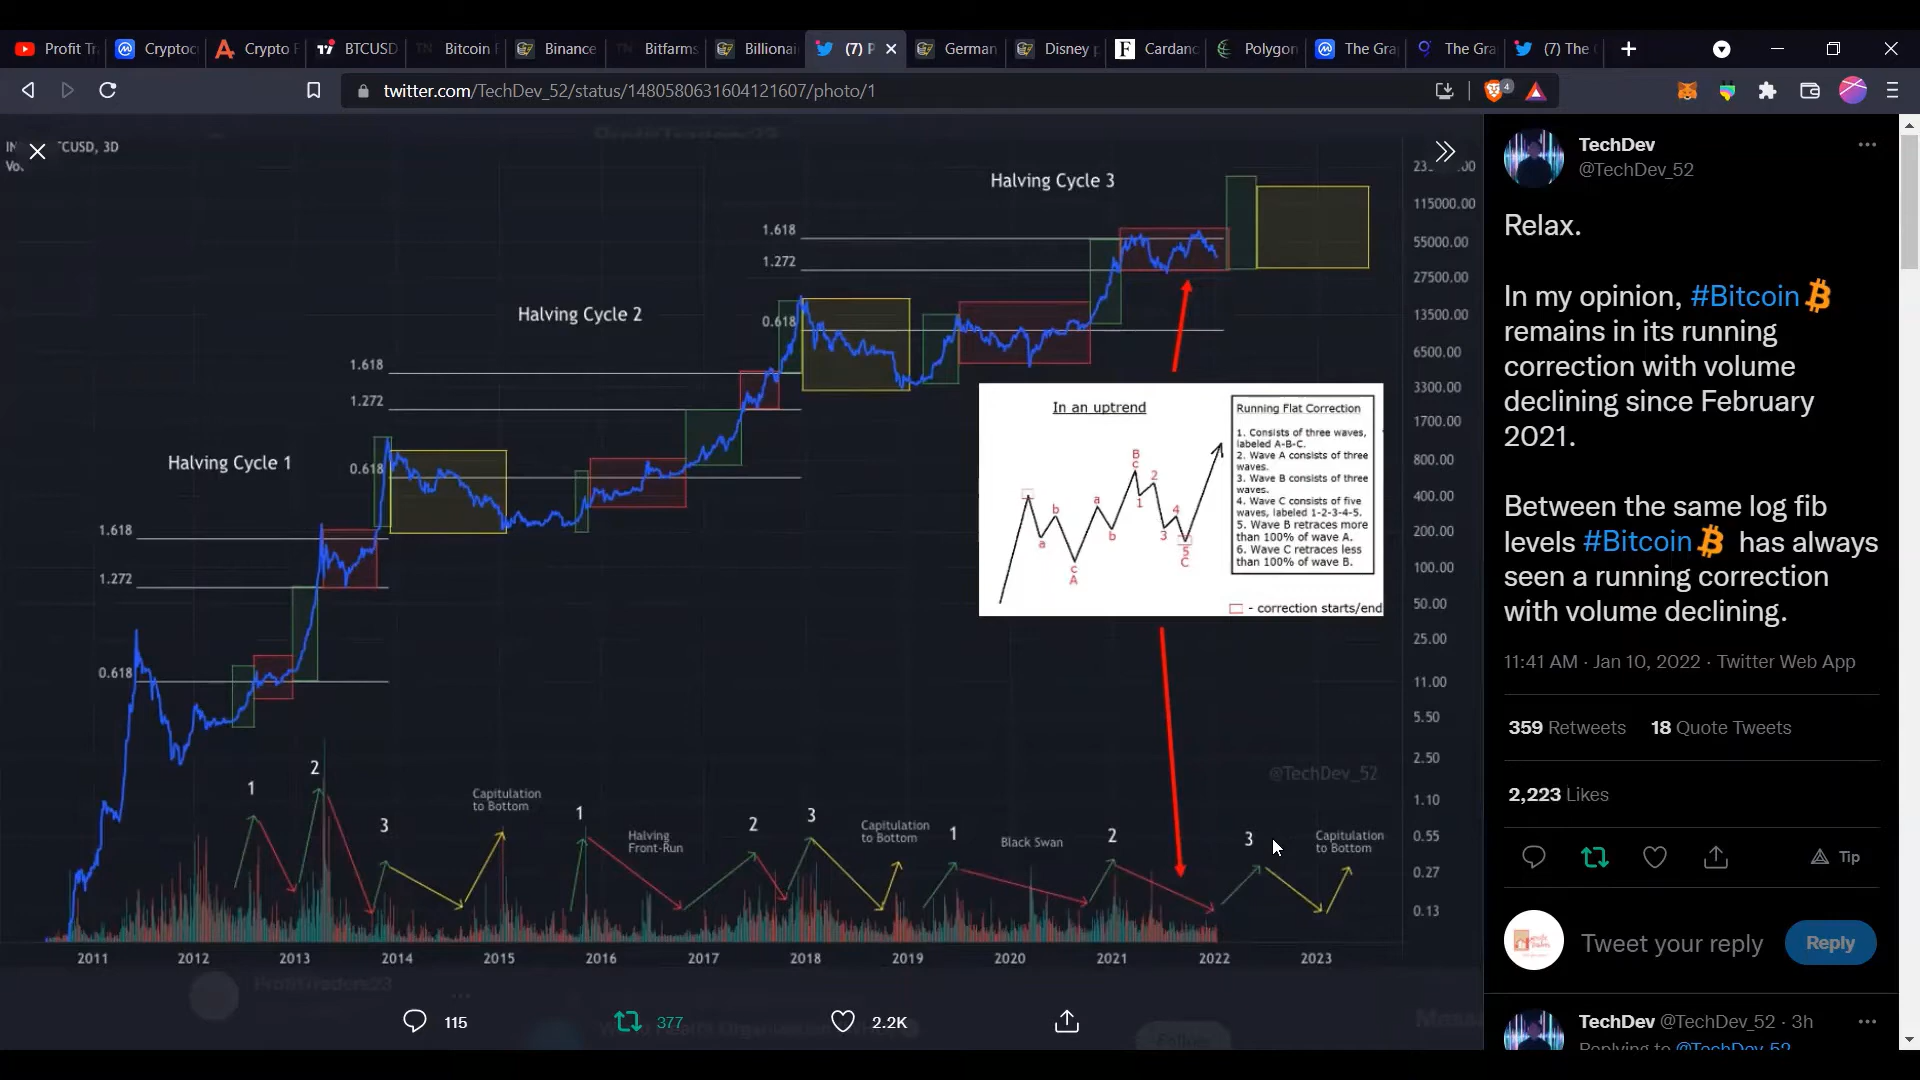 Profit Tr
Cryptoc
Crypto F
BTCUSD
Bitcoin
Binance
Bitfarms
Billionai
(7) P
German
Disney p
Cardano
Polygon
The Gra
The Gra
(7) The
twitter.com/TechDev_52/status/1480580631604121607/photo/1
TCUSD, 3D
Halving Cycle 3
Halving Cycle 2
Halving Cycle 1
1.618
1.272
0.618
1.618
1.272
0.618
1.618
1.272
0.618
115000.00
55000.00
27500.00
13500.00
6500.00
3300.00
1700.00
800.00
400.00
200.00
100.00
50.00
25.00
11.00
5.50
2.50
1.10
0.55
0.27
0.13
In an uptrend
a
b
c
A
a
b
B
c
1
2
3
4
5
C
Running Flat Correction
1. Consists of three waves,
labeled A-B-C.
2. Wave A consists of three
waves.
3. Wave B consists of three
waves.
4. Wave C consists of five
waves, labeled 1-2-3-4-5.
5. Wave B retraces more
than 100% of wave A.
6. Wave C retraces less
than 100% of wave B.
- correction starts/end
@TechDev_52
1
2
3
Capitulation
to Bottom
1
Halving
Front-Run
2
3
Capitulation
to Bottom
1
Black Swan
2
3
Capitulation
to Bottom
2011 2012 2013 2014 2015 2016 2017 2018 2019 2020 2021 2022 2023
115
377
2.2K
TechDev
@TechDev_52
Relax.
In my opinion, #Bitcoin
remains in its running
correction with volume
declining since February
2021.
Between the same log fib
levels #Bitcoin has always
seen a running correction
with volume declining.
11:41 AM · Jan 10, 2022 · Twitter Web App
359 Retweets 18 Quote Tweets
2,223 Likes
Tip
Tweet your reply
Reply
TechDev @TechDev_52 · 3h
Replying to @TechDev_52